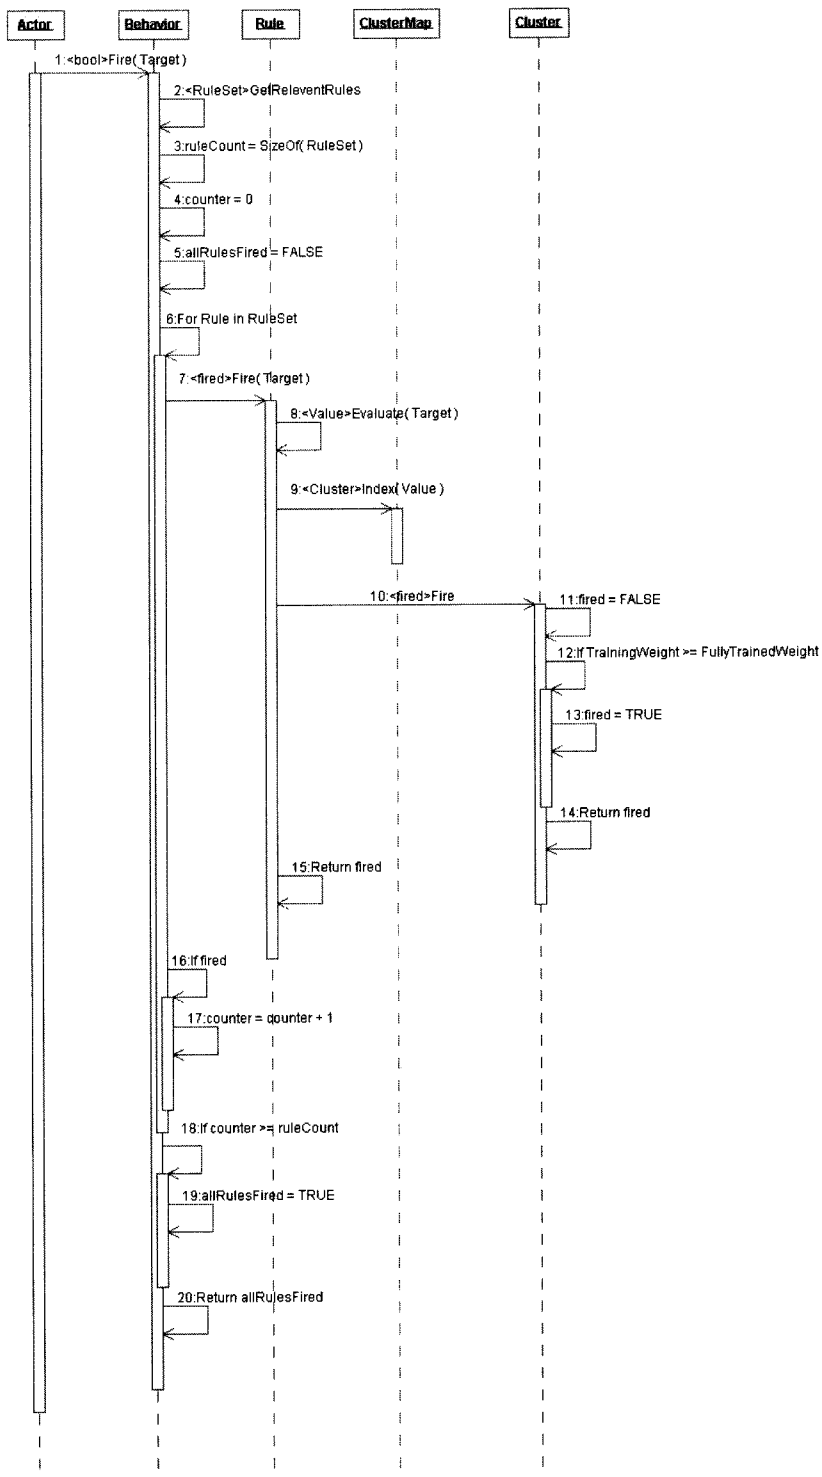 Actor
Behavior
Rule
ClusterMap
Cluster
1:<bool>Fire( Target )
2:<RuleSet>GetReleventRules
3:ruleCount = SizeOf( RuleSet )
4:counter = 0
5:allRulesFired = FALSE
6:For Rule in RuleSet
7:<fired>Fire( Target )
8:<Value>Evaluate( Target )
9:<Cluster>Index( Value )
10:<fired>Fire
11:fired = FALSE
12:If TrainingWeight >= FullyTrainedWeight
13:fired = TRUE
14:Return fired
15:Return fired
16:If fired
17:counter = counter + 1
18:If counter >= ruleCount
19:allRulesFired = TRUE
20:Return allRulesFired